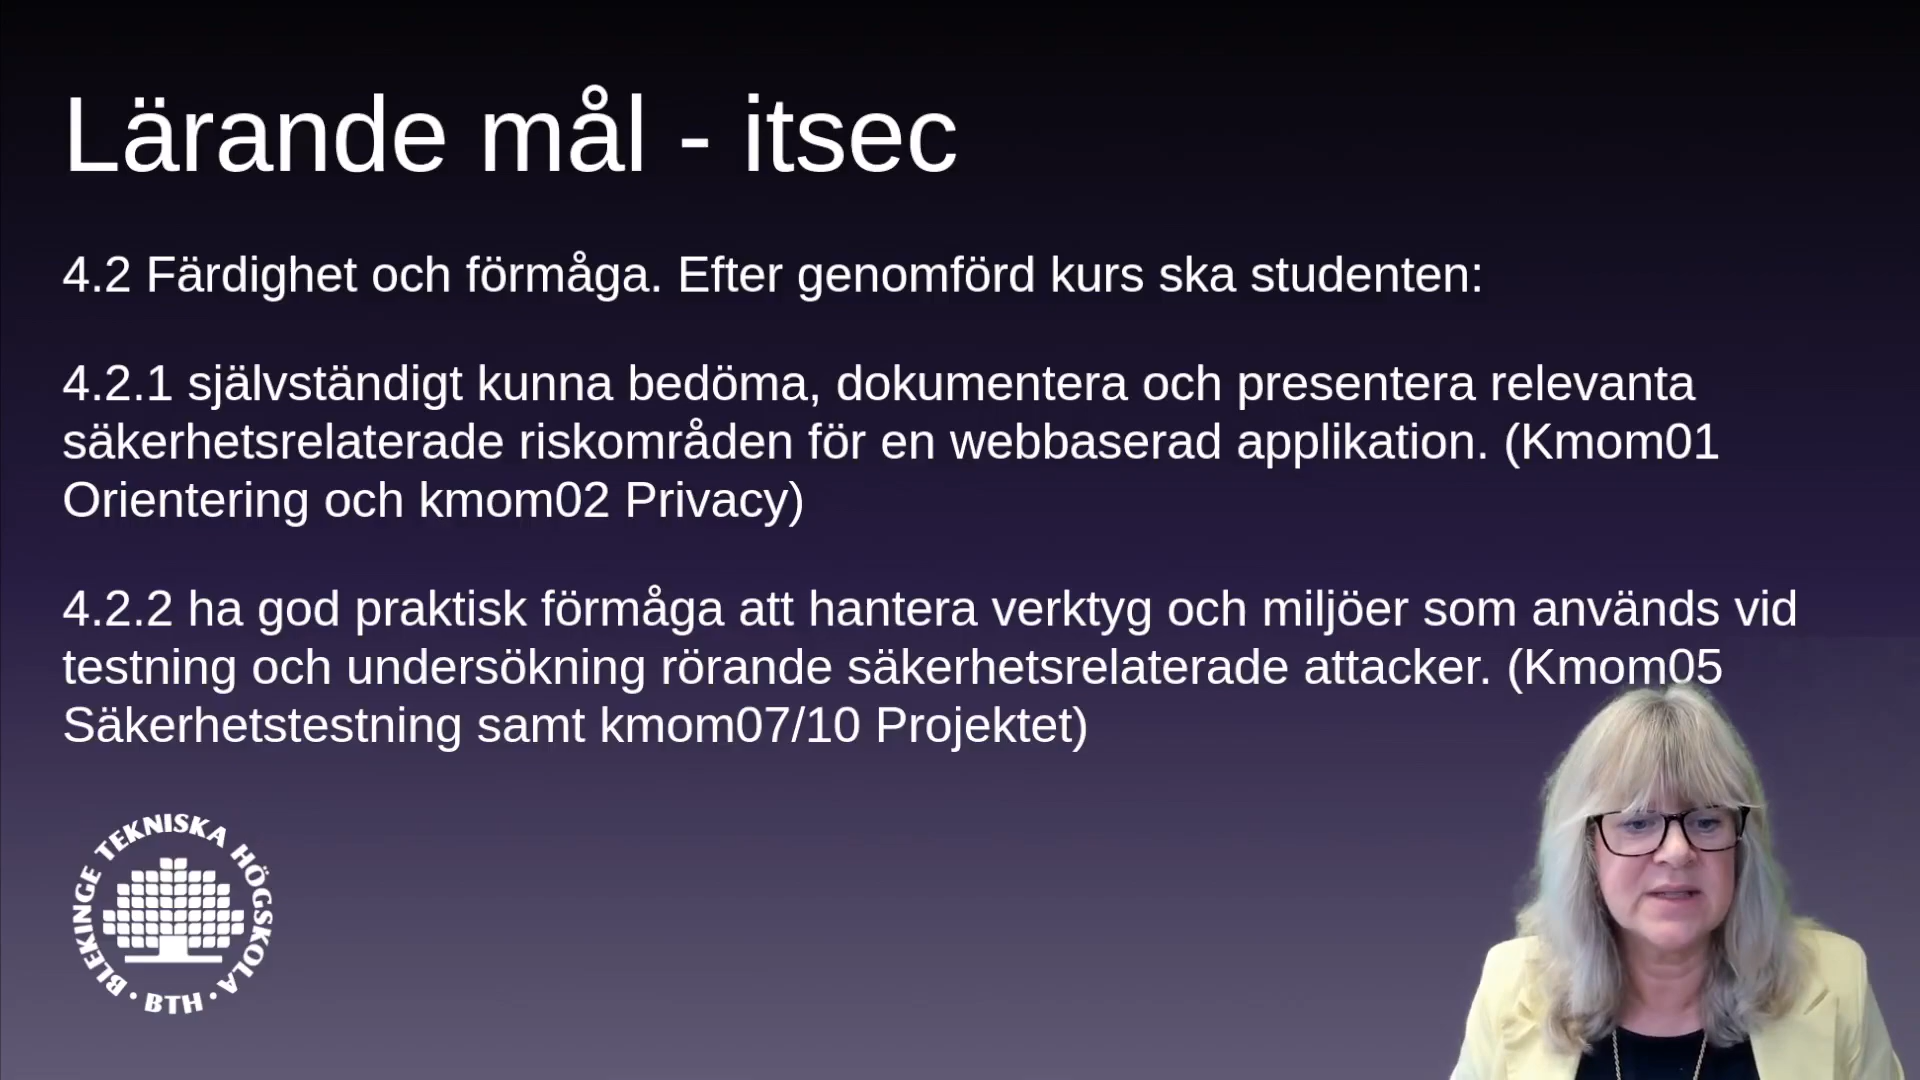 Lärande mål - itsec
4.2 Färdighet och förmåga. Efter genomförd kurs ska studenten:
4.2.1 självständigt kunna bedöma, dokumentera och presentera relevanta
säkerhetsrelaterade riskområden för en webbaserad applikation. (Kmom01
Orientering och kmom02 Privacy)
4.2.2 ha god praktisk förmåga att hantera verktyg och miljöer som används vid
testning och undersökning rörande säkerhetsrelaterade attacker. (Kmom05
Säkerhetstestning samt kmom07/10 Projektet)
BLEKINGE TEKNISKA HÖGSKOLA
· BTH ·